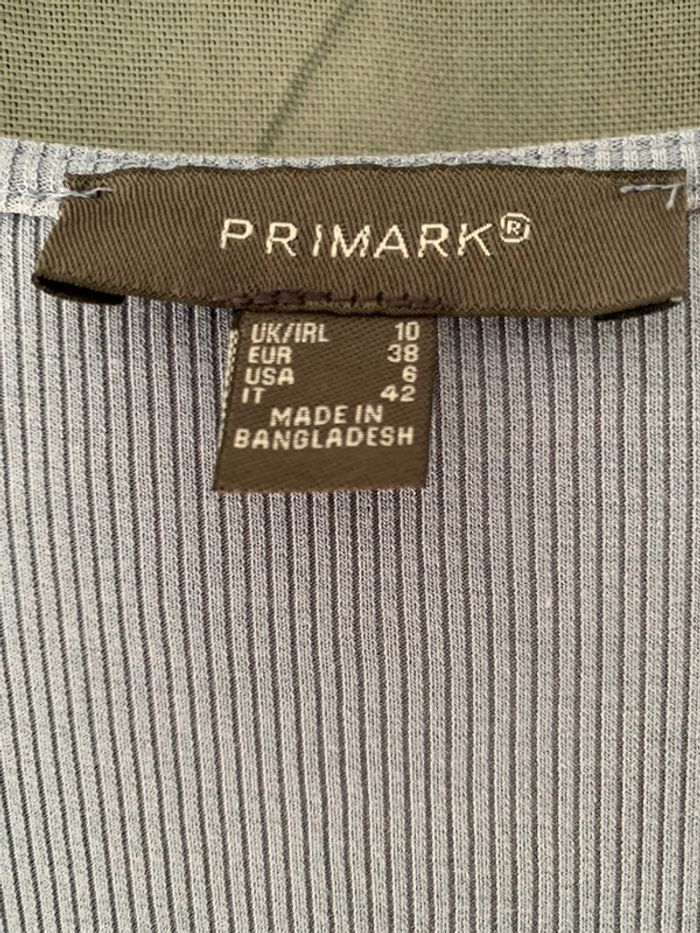 PRIMARK®
UK/IRL 10
EUR 38
USA 6
IT 42
MADE IN
BANGLADESH